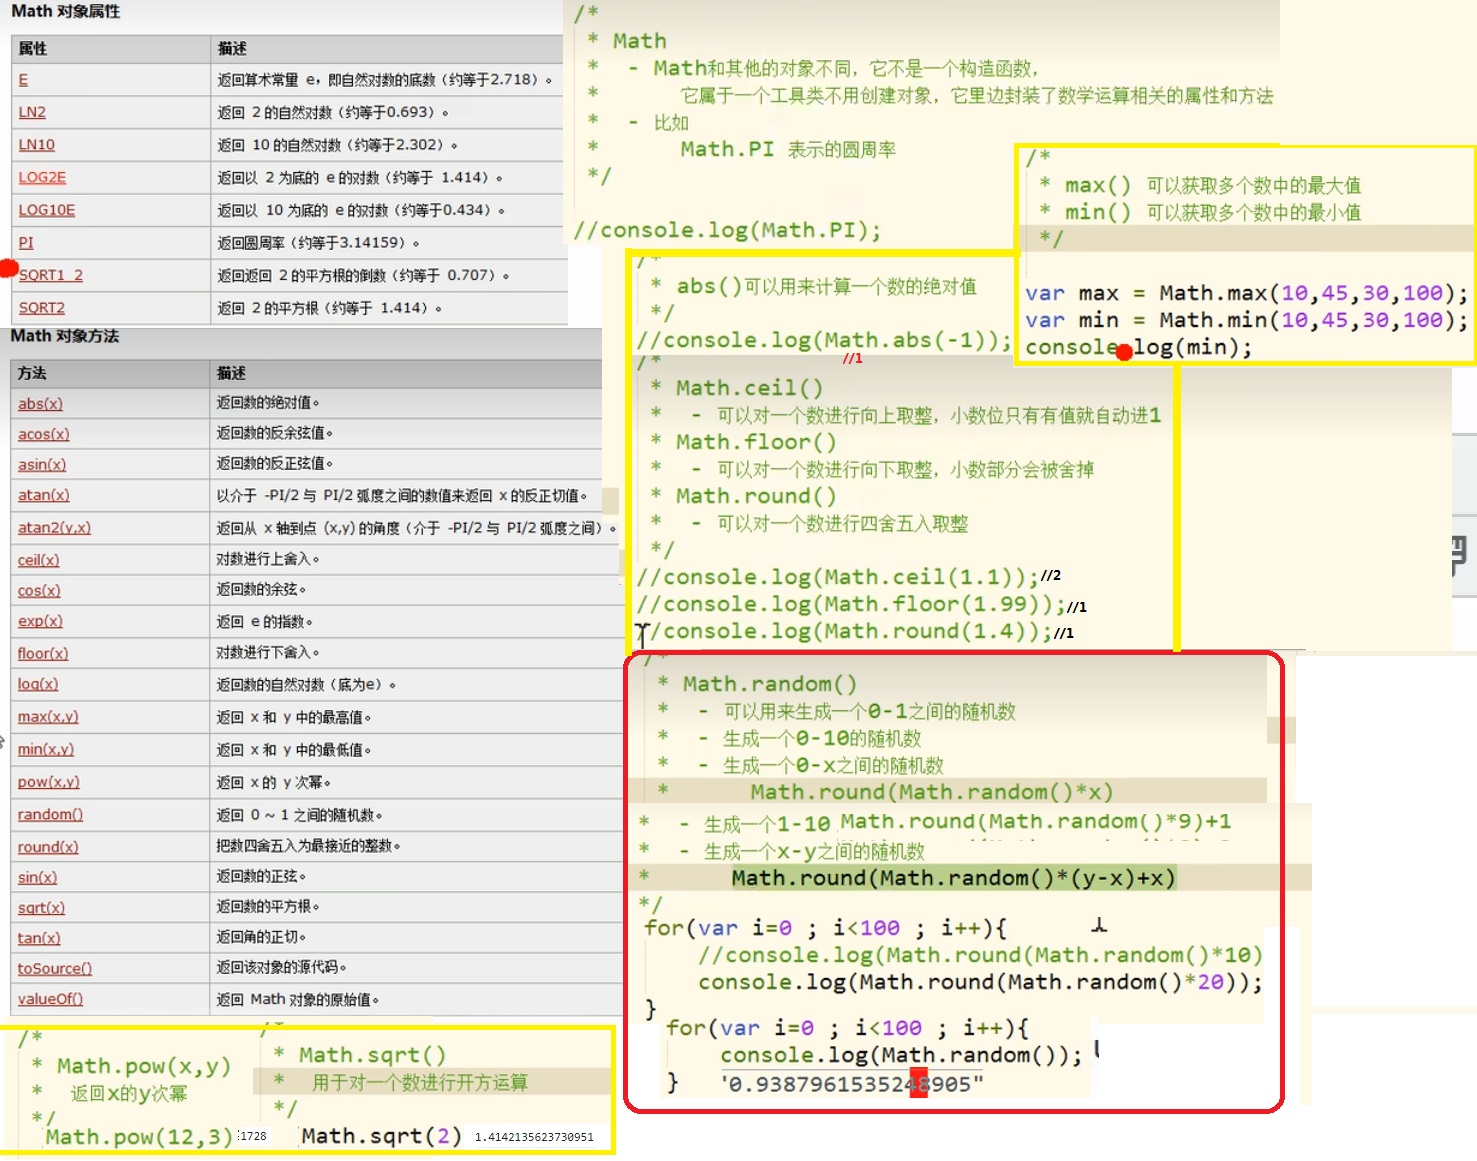 Math 对象属性
属性 描述
E 返回算术常量 e，即自然对数的底数（约等于2.718）。
LN2 返回 2 的自然对数（约等于0.693）。
LN10 返回 10 的自然对数（约等于2.302）。
LOG2E 返回以 2 为底的 e 的对数（约等于 1.414）。
LOG10E 返回以 10 为底的 e 的对数（约等于0.434）。
PI 返回圆周率（约等于3.14159）。
SQRT1_2 返回返回 2 的平方根的倒数（约等于 0.707）。
SQRT2 返回 2 的平方根（约等于 1.414）。
Math 对象方法
方法 描述
abs(x) 返回数的绝对值。
acos(x) 返回数的反余弦值。
asin(x) 返回数的反正弦值。
atan(x) 以介于 -PI/2 与 PI/2 弧度之间的数值来返回 x 的反正切值。
atan2(y,x) 返回从 x 轴到点 (x,y) 的角度（介于 -PI/2 与 PI/2 弧度之间）。
ceil(x) 对数进行上舍入。
cos(x) 返回数的余弦。
exp(x) 返回 e 的指数。
floor(x) 对数进行下舍入。
log(x) 返回数的自然对数（底为e）。
max(x,y) 返回 x 和 y 中的最高值。
min(x,y) 返回 x 和 y 中的最低值。
pow(x,y) 返回 x 的 y 次幂。
random() 返回 0 ~ 1 之间的随机数。
round(x) 把数四舍五入为最接近的整数。
sin(x) 返回数的正弦。
sqrt(x) 返回数的平方根。
tan(x) 返回角的正切。
toSource() 返回该对象的源代码。
valueOf() 返回 Math 对象的原始值。
/*
* Math.pow(x,y)
* 返回x的y次幂
*/
Math.pow(12,3) 1728
* Math.sqrt()
* 用于对一个数进行开方运算
*/
Math.sqrt(2) 1.4142135623730951
/*
* Math
* - Math和其他的对象不同，它不是一个构造函数，
* 它属于一个工具类不用创建对象，它里边封装了数学运算相关的属性和方法
* - 比如
* Math.PI 表示的圆周率
*/
//console.log(Math.PI);
/*
* max() 可以获取多个数中的最大值
* min() 可以获取多个数中的最小值
*/
var max = Math.max(10,45,30,100);
var min = Math.min(10,45,30,100);
console.log(min);
/*
* abs()可以用来计算一个数的绝对值
*/
//console.log(Math.abs(-1));
//1
/*
* Math.ceil()
* - 可以对一个数进行向上取整，小数位只有有值就自动进1
* Math.floor()
* - 可以对一个数进行向下取整，小数部分会被舍掉
* Math.round()
* - 可以对一个数进行四舍五入取整
*/
//console.log(Math.ceil(1.1)); //2
//console.log(Math.floor(1.99)); //1
//console.log(Math.round(1.4)); //1
/*
* Math.random()
* - 可以用来生成一个0-1之间的随机数
* - 生成一个0-10的随机数
* - 生成一个0-x之间的随机数
* Math.round(Math.random()*x)
* - 生成一个1-10 Math.round(Math.random()*9)+1
* - 生成一个x-y之间的随机数
* Math.round(Math.random()*(y-x)+x)
*/
for(var i=0 ; i<100 ; i++){
//console.log(Math.round(Math.random()*10)
console.log(Math.round(Math.random()*20));
}
for(var i=0 ; i<100 ; i++){
console.log(Math.random());
} '0.9387961535248905"